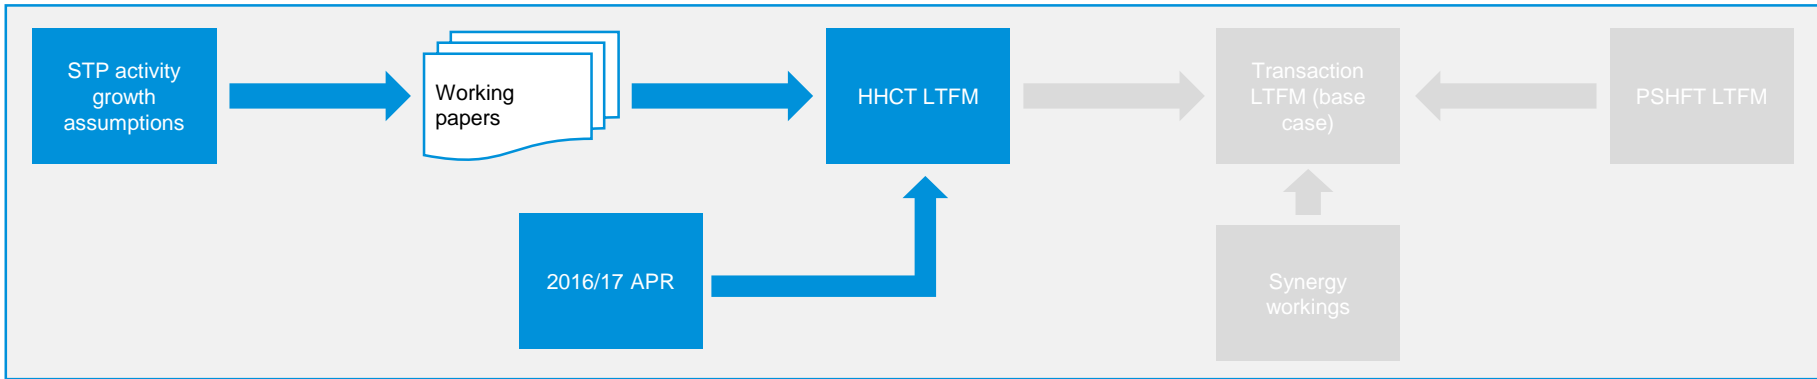 STP activity
growth
assumptions
Working
papers
HHCT LTFM
Transaction
LTFM (base
case)
PSHFT LTFM
2016/17 APR
Synergy
workings